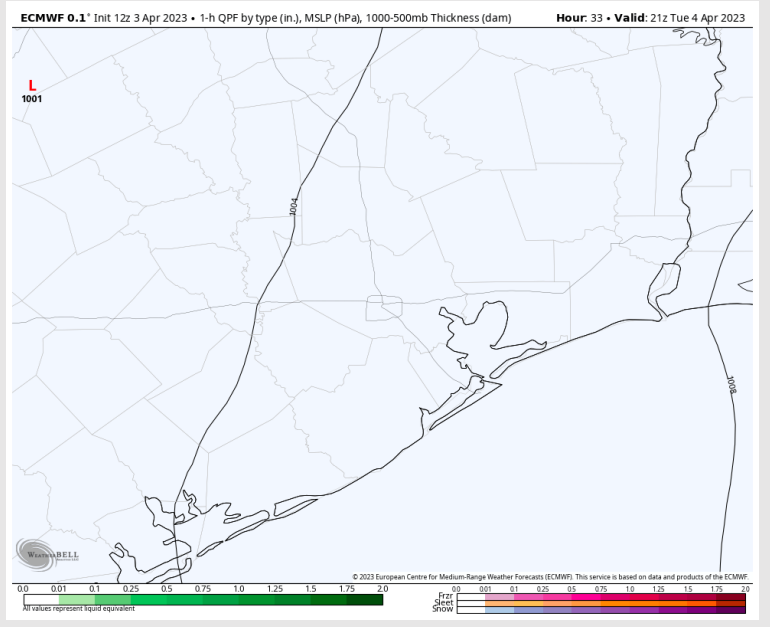 ECMWF 0.1° Init 12z 3 Apr 2023 • 1-h QPF by type (in.), MSLP (hPa), 1000-500mb Thickness (dam) Hour: 33 • Valid: 21z Tue 4 Apr 2023
L
1001
1004
1008
WeatherBELL
© 2023 European Centre for Medium-Range Weather Forecasts (ECMWF). This service is based on data and products of the ECMWF.
0.0 0.01 0.1 0.25 0.5 0.75 1.0 1.25 1.5 1.75 2.0
All values represent liquid equivalent
0.0 0.01 0.1 0.25 0.5 0.75 1.0 1.25 1.5 1.75 2.0
Frzr
Sleet
Snow